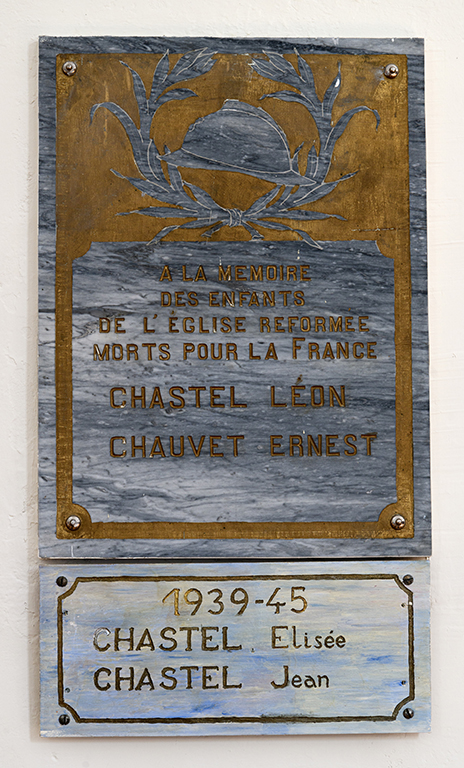 A LA MEMOIRE
DES ENFANTS
DE L'ÉGLISE REFORMEE
MORTS POUR LA FRANCE
CHASTEL LÉON
CHAUVET ERNEST
1939-45
CHASTEL Elisée
CHASTEL Jean